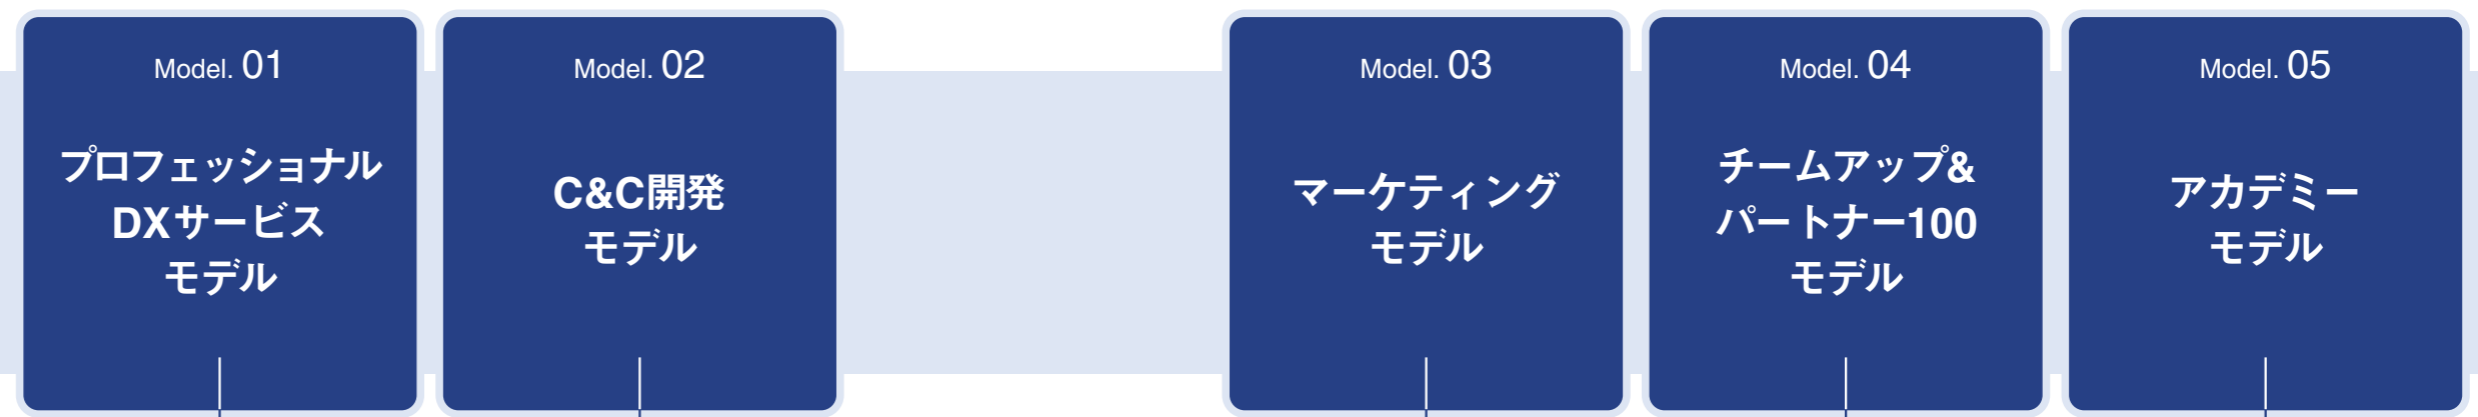 Model. 01
プロフェッショナル
DXサービス
モデル
Model. 02
C&C開発
モデル
Model. 03
マーケティング
モデル
Model. 04
チームアップ&
パートナー100
モデル
Model. 05
アカデミー
モデル